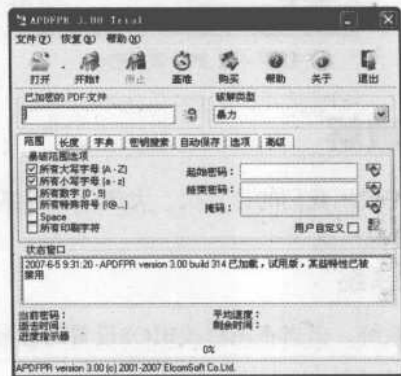 APDFPR 3.00 Trial
文件(F) 恢复(R) 帮助(H)
打开 开始! 停止 基准 购买 帮助 关于 退出
已加密的 PDF 文件 破解类型
暴力
范围 长度 字典 密钥搜索 自动保存 选项 高级
暴破范围选项
所有大写字母 (A - Z)
所有小写字母 (a - z)
所有数字 (0 - 9)
所有特殊符号 (!@...)
Space
所有印刷字符
起始密码:
结束密码:
掩码:
用户自定义
状态窗口
2007-6-5 9:31:20 - APDFPR version 3.00 build 314 已加载,试用版,某些特性已被
禁用
当前密码: 平均速度:
逝去时间: 剩余时间:
进度指示器
0%
APDFPR version 3.00 (c) 2001-2007 ElcomSoft Co.Ltd.